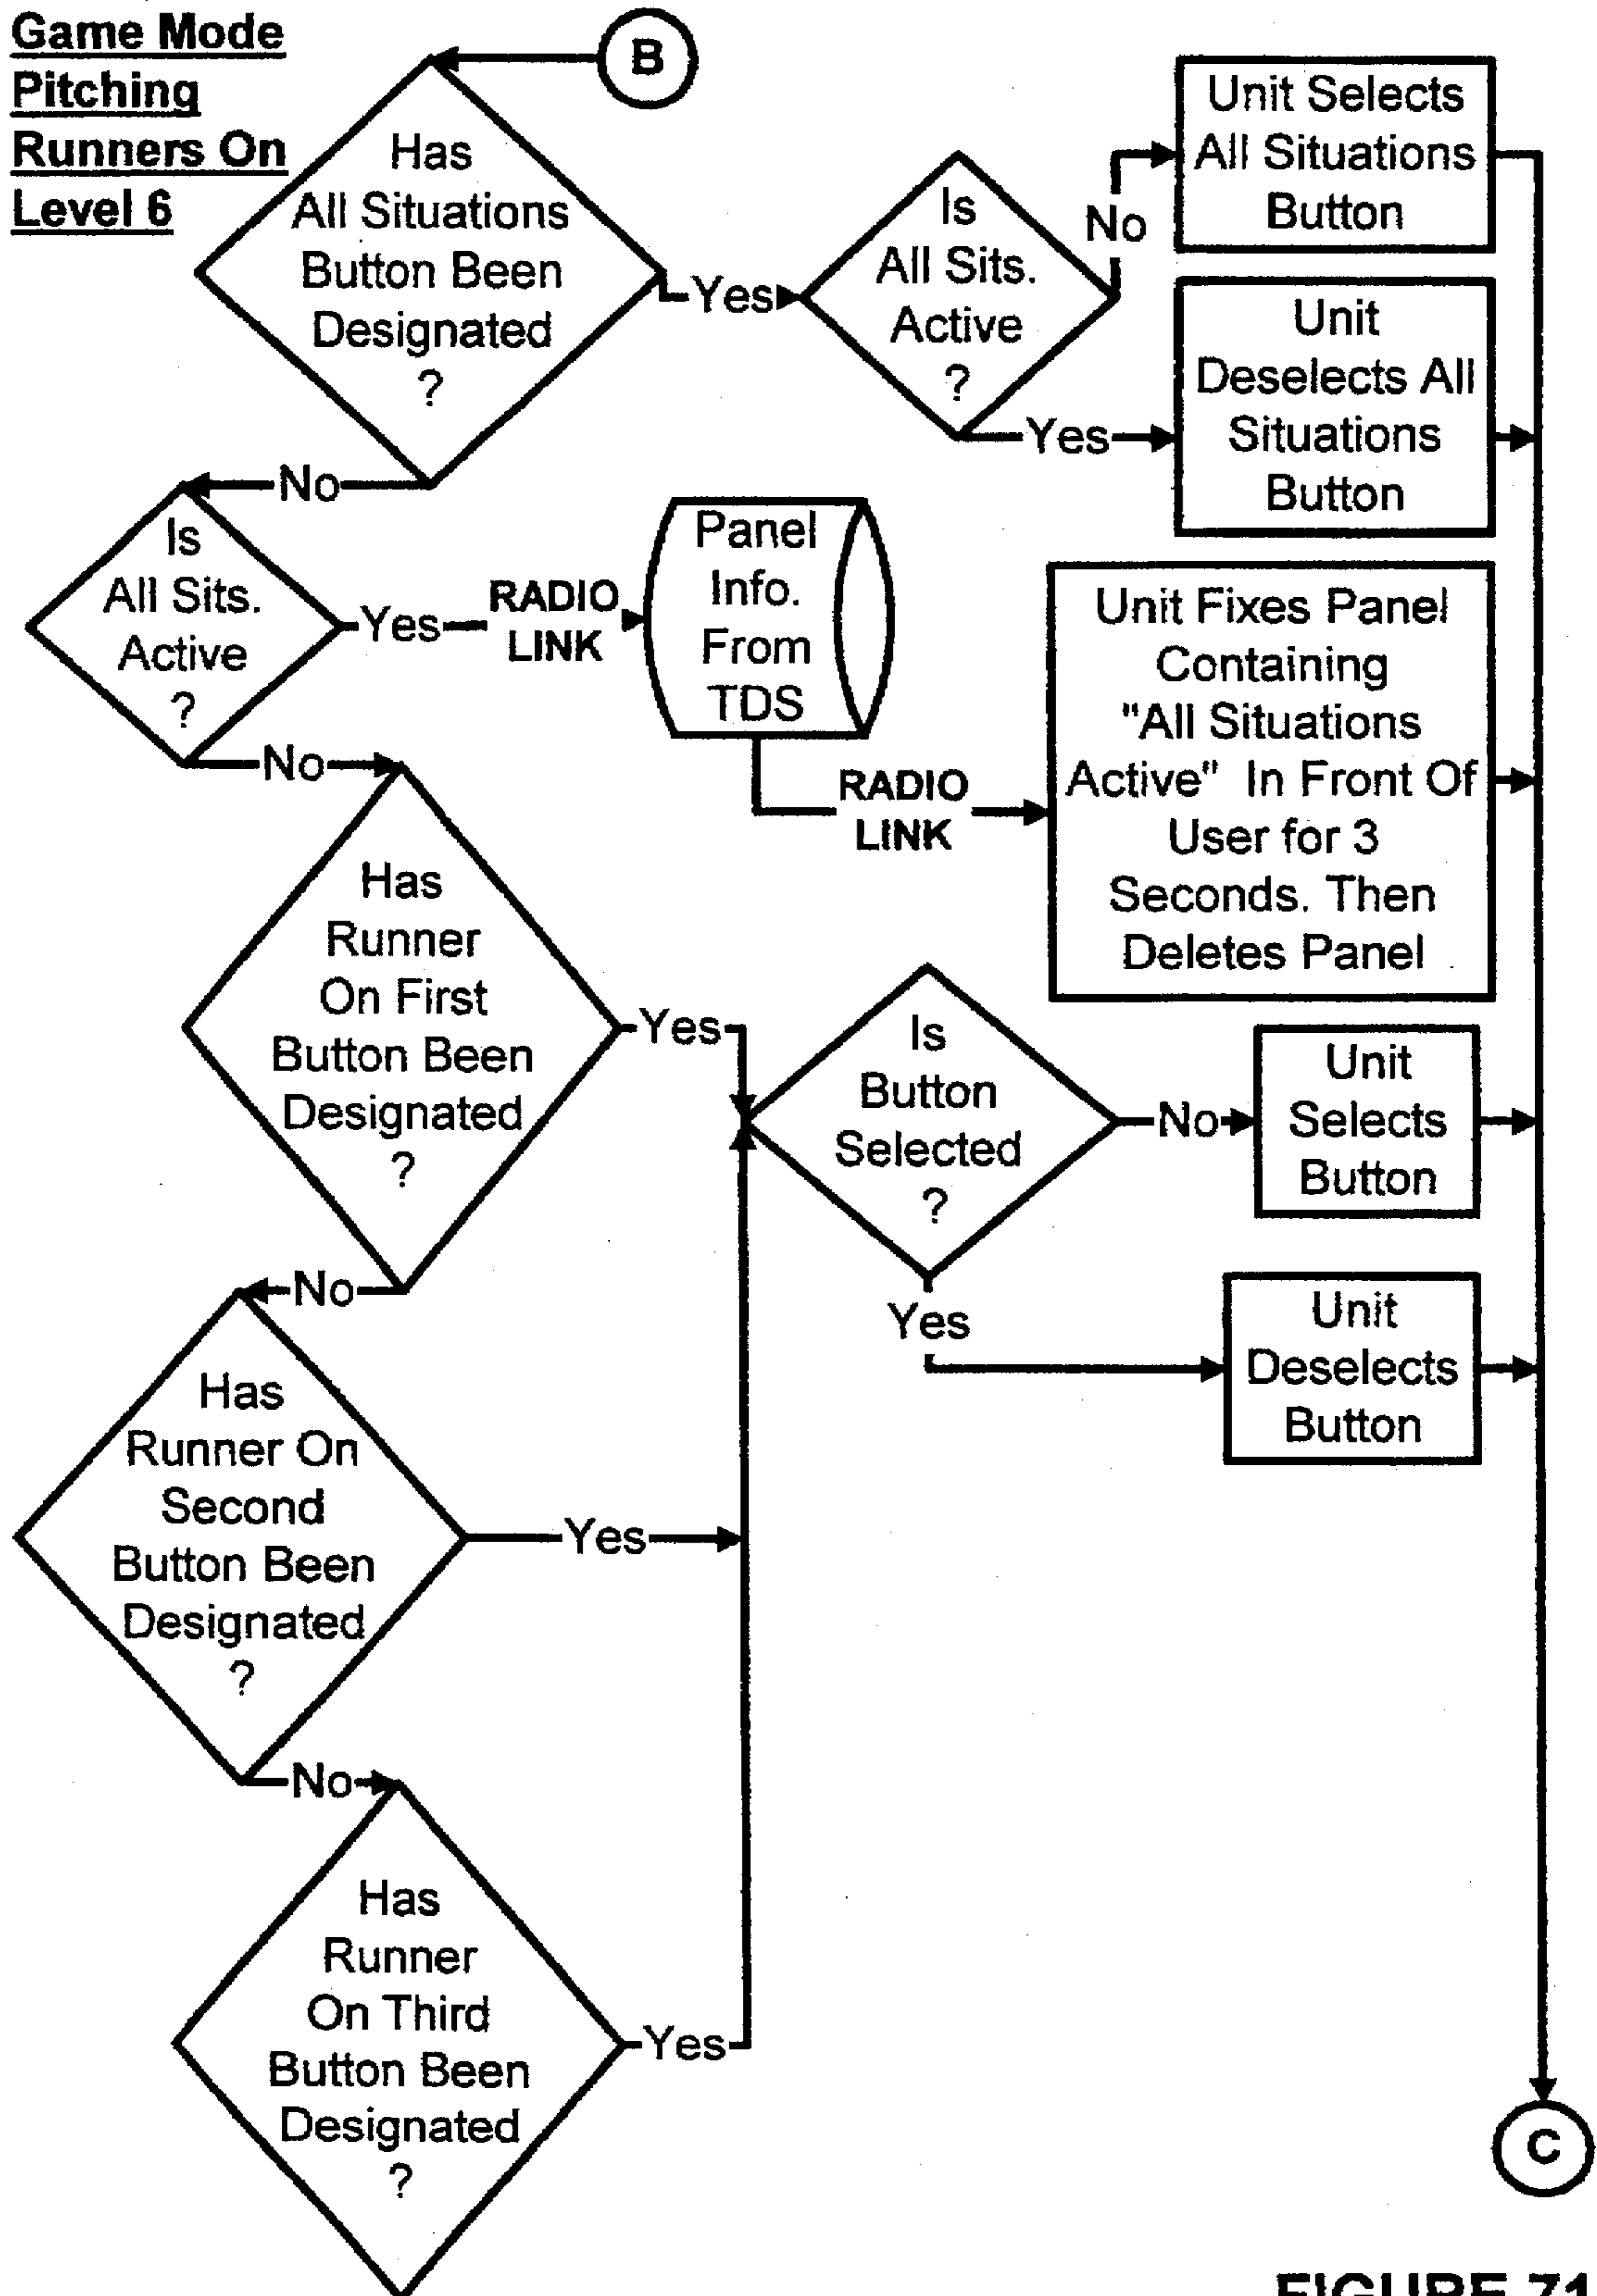 Game Mode
Pitching
Runners On
Level 6
B
Has
All Situations
Button Been
Designated
?
Yes
Is
All Sits.
Active
?
No
Unit Selects
All Situations
Button
Yes
Unit
Deselects All
Situations
Button
No
Is
All Sits.
Active
?
Yes
RADIO
LINK
Panel
Info.
From
TDS
RADIO
LINK
Unit Fixes Panel
Containing
"All Situations
Active" In Front Of
User for 3
Seconds. Then
Deletes Panel
No
Has
Runner
On First
Button Been
Designated
?
Yes
Is
Button
Selected
?
No
Unit
Selects
Button
Yes
Unit
Deselects
Button
No
Has
Runner On
Second
Button Been
Designated
?
Yes
No
Has
Runner
On Third
Button Been
Designated
?
Yes
C
FIGURE 71